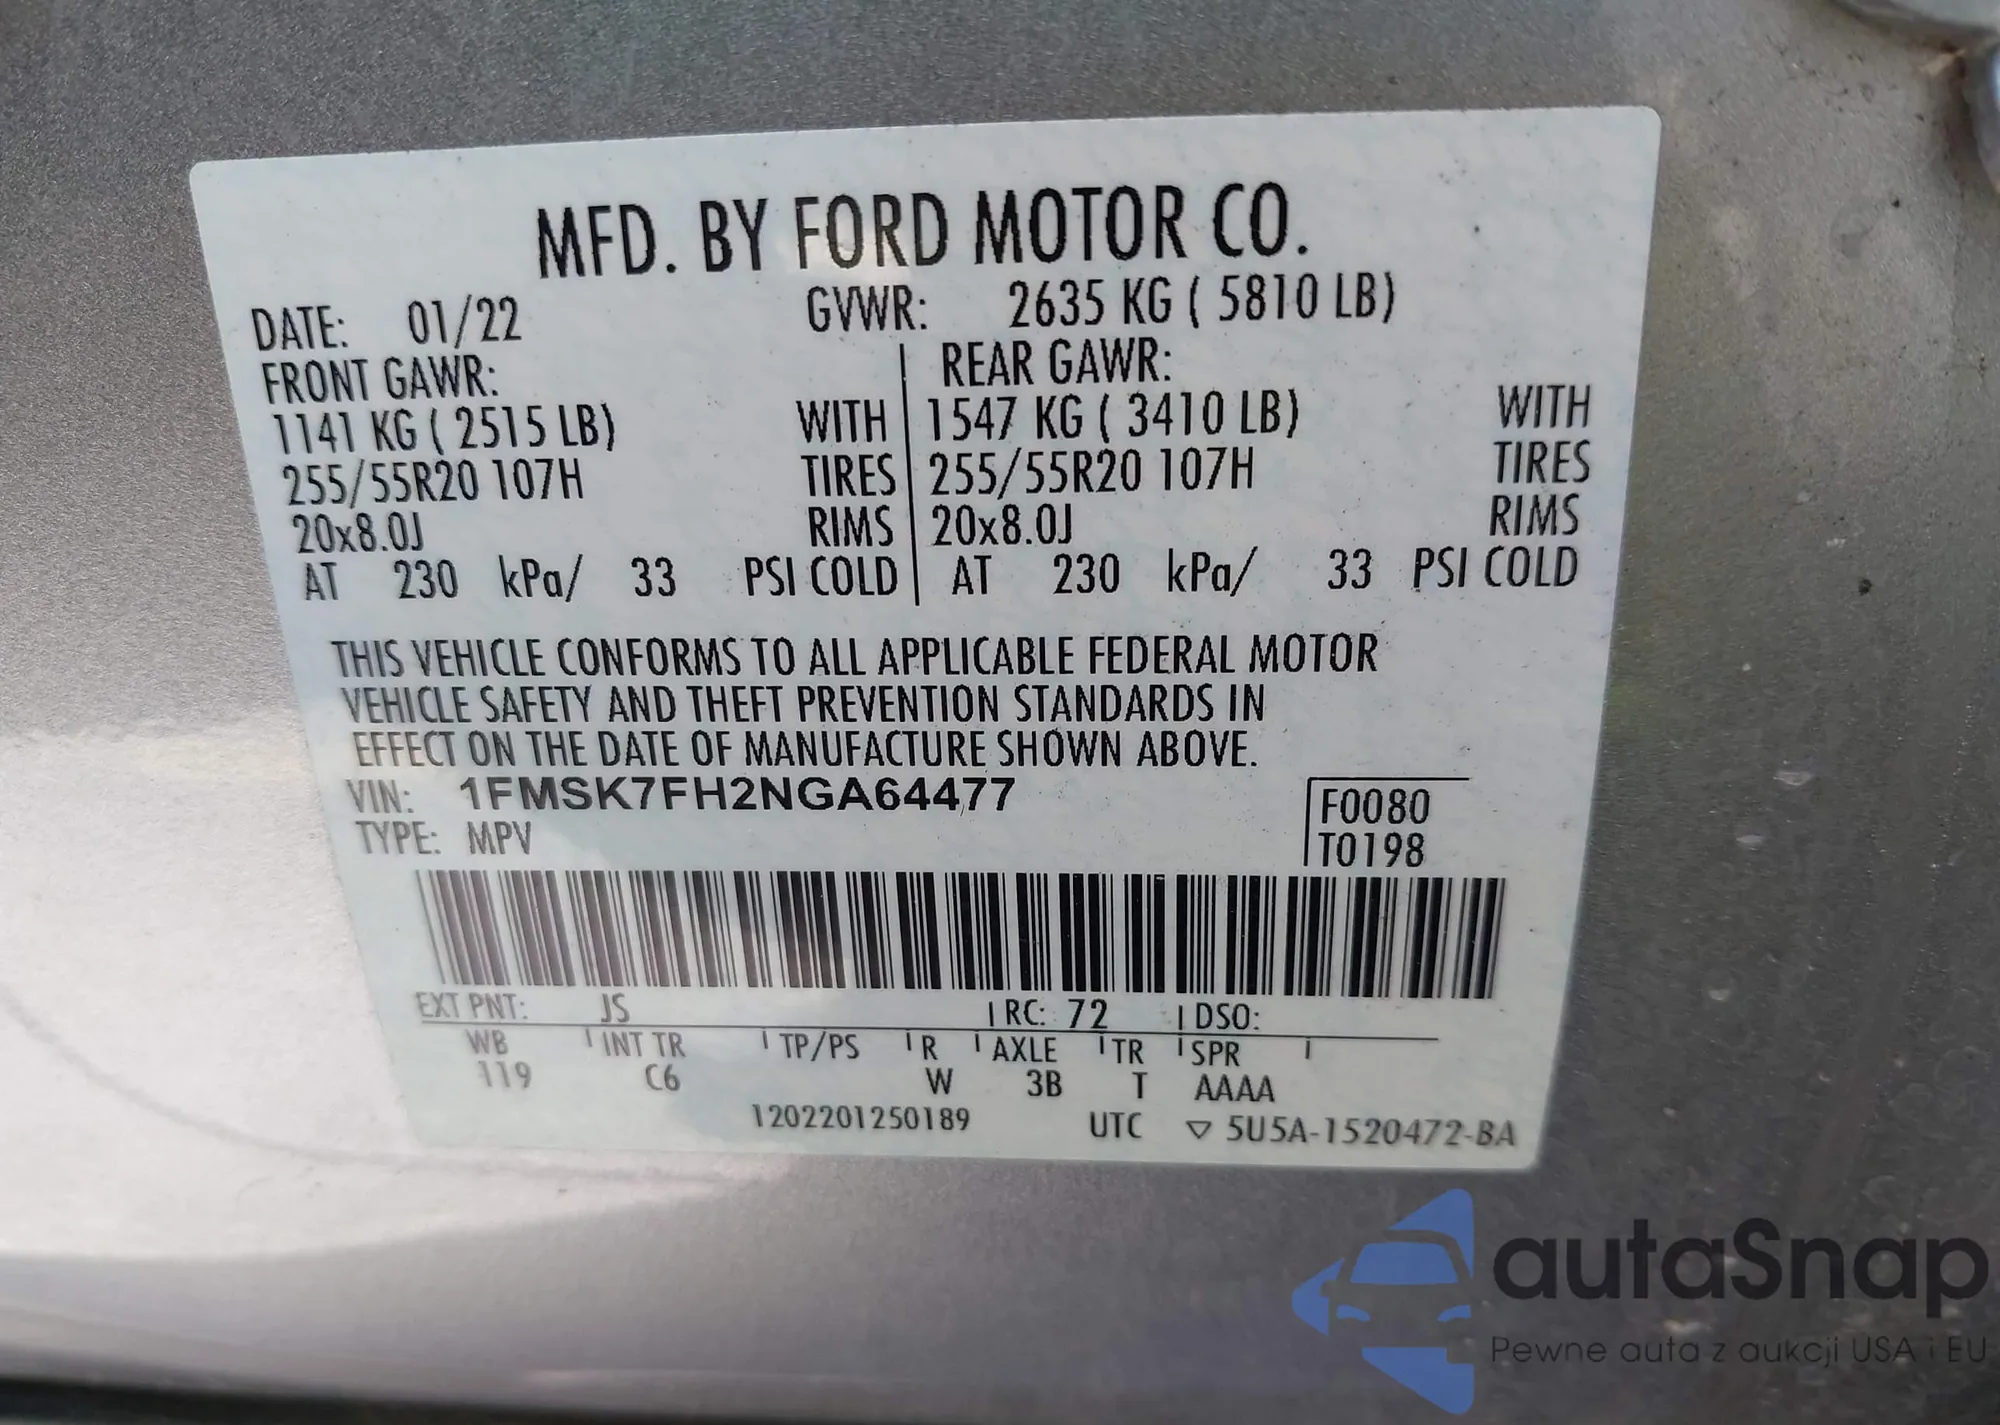 MFD. BY FORD MOTOR CO.
DATE: 01/22 GVWR: 2635 KG ( 5810 LB)
FRONT GAWR: REAR GAWR:
1141 KG ( 2515 LB) WITH 1547 KG ( 3410 LB) WITH
255/55R20 107H TIRES 255/55R20 107H TIRES
20x8.0J RIMS 20x8.0J RIMS
AT 230 kPa/ 33 PSI COLD AT 230 kPa/ 33 PSI COLD
THIS VEHICLE CONFORMS TO ALL APPLICABLE FEDERAL MOTOR
VEHICLE SAFETY AND THEFT PREVENTION STANDARDS IN
EFFECT ON THE DATE OF MANUFACTURE SHOWN ABOVE.
VIN: 1FMSK7FH2NGA64477 F0080
TYPE: MPV T0198
EXT PNT: JS RC: 72 DSO:
WB INT TR TP/PS R AXLE TR SPR
119 C6 W 3B T AAAA
1202201250189 UTC ▽ 5U5A-1520472-BA
autaSnap
Pewne auta z aukcji USA i EU